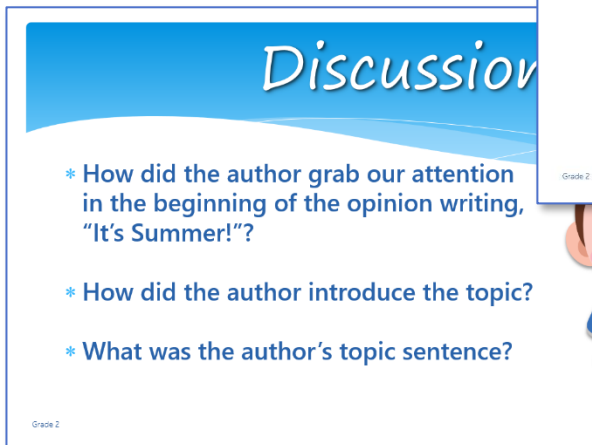 Discussion
* How did the author grab our attention
in the beginning of the opinion writing,
“It’s Summer!”?
* How did the author introduce the topic?
* What was the author’s topic sentence?
Grade 2
Grade 2